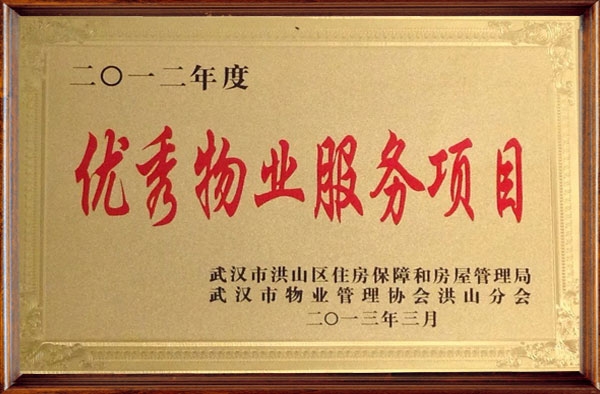 二〇一二年度
优秀物业服务项目
武汉市洪山区住房保障和房屋管理局
武汉市物业管理协会洪山分会
二〇一三年三月